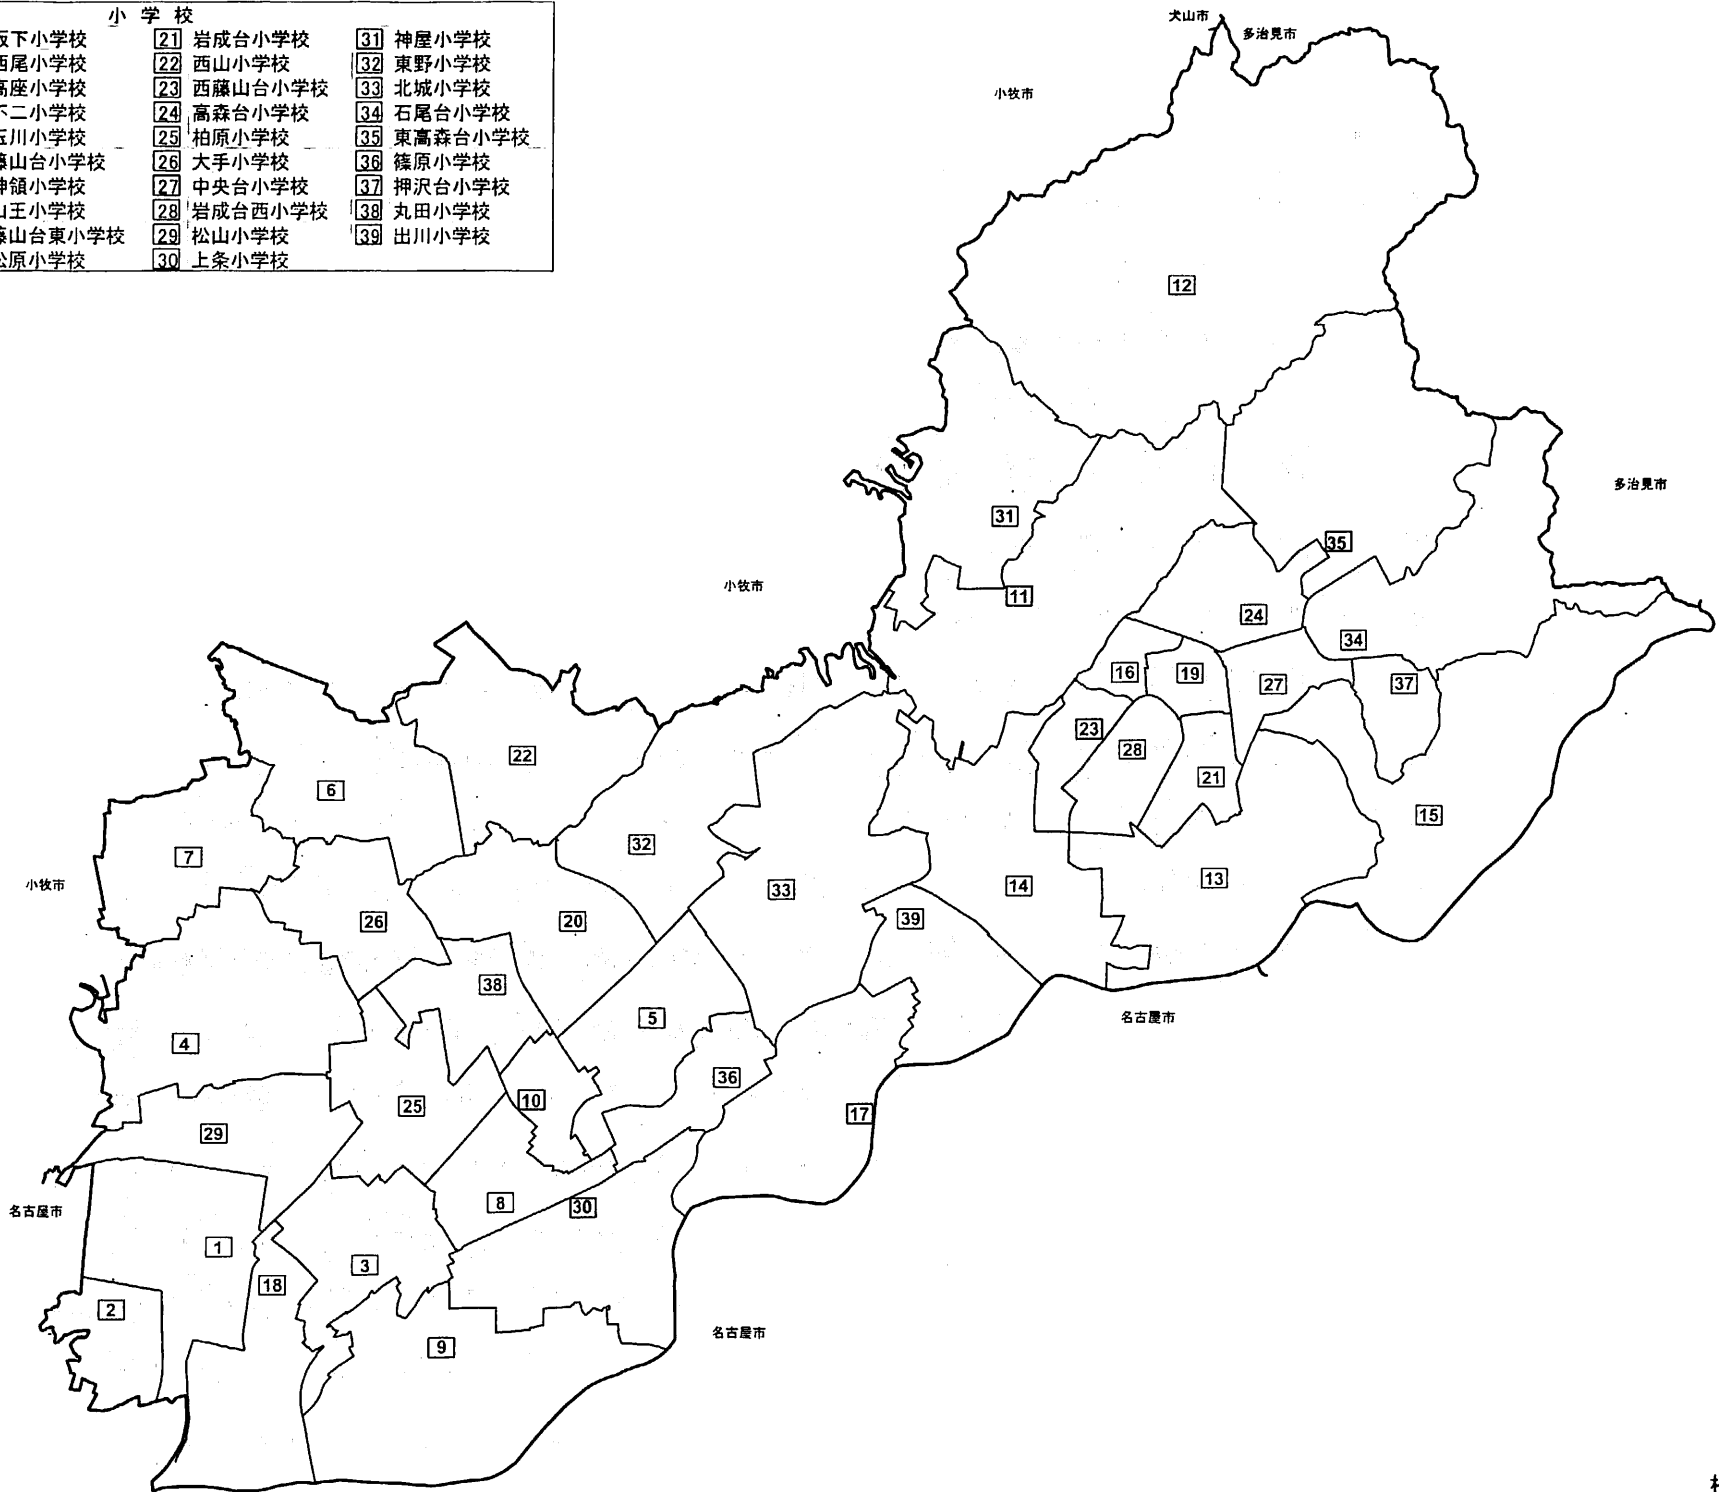 小学校
下小学校 21 岩成台小学校 31 神屋小学校
西尾小学校 22 西山小学校 32 東野小学校
高座小学校 23 西藤山台小学校 33 北城小学校
不二小学校 24 高森台小学校 34 石尾台小学校
玉川小学校 25 柏原小学校 35 東高森台小学校
藤山台小学校 26 大手小学校 36 篠原小学校
神領小学校 27 中央台小学校 37 押沢台小学校
山王小学校 28 岩成台西小学校 38 丸田小学校
藤山台東小学校 29 松山小学校 39 出川小学校
松原小学校 30 上条小学校
犬山市
多治見市
小牧市
12
多治見市
31
35
小牧市
11
24
34
16
19
27
37
23
28
22
21
6
15
32
7
14
13
小牧市
33
26
20
39
38
5
名古屋市
4
36
10
25
17
29
8
30
名古屋市
1
3
18
2
名古屋市
9